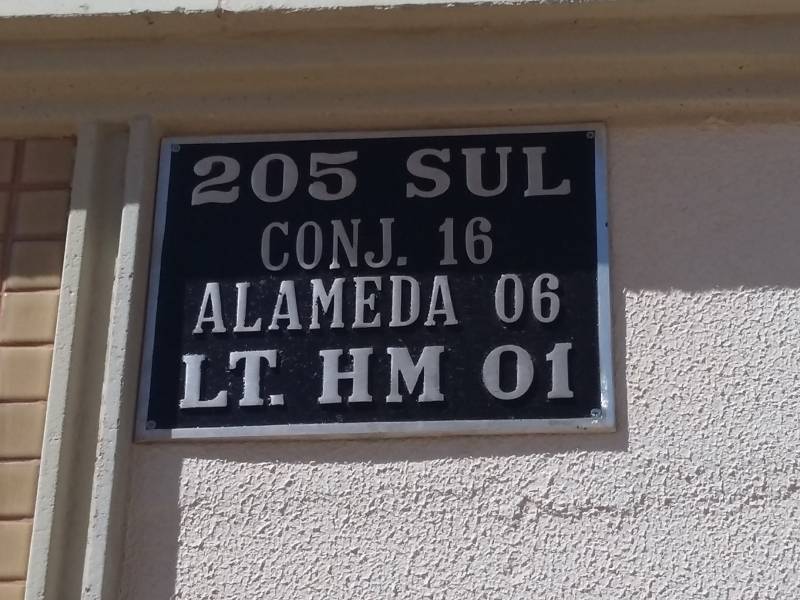 205 SUL
CONJ. 16
ALAMEDA 06
LT. HM 01